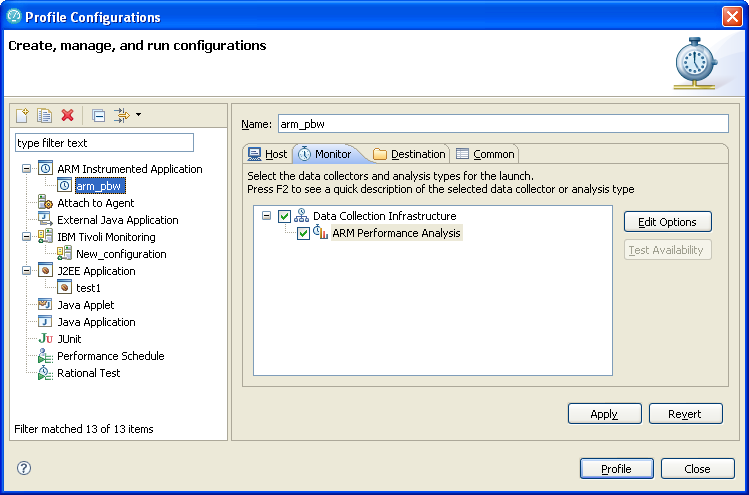 Profile Configurations
Create, manage, and run configurations
type filter text
ARM Instrumented Application
arm_pbw
Attach to Agent
External Java Application
IBM Tivoli Monitoring
New_configuration
J2EE Application
test1
Java Applet
Java Application
JUnit
Performance Schedule
Rational Test
Filter matched 13 of 13 items
Name: arm_pbw
Host Monitor Destination Common
Select the data collectors and analysis types for the launch.
Press F2 to see a quick description of the selected data collector or analysis type
Data Collection Infrastructure
ARM Performance Analysis
Edit Options
Test Availability
Apply Revert
Profile Close